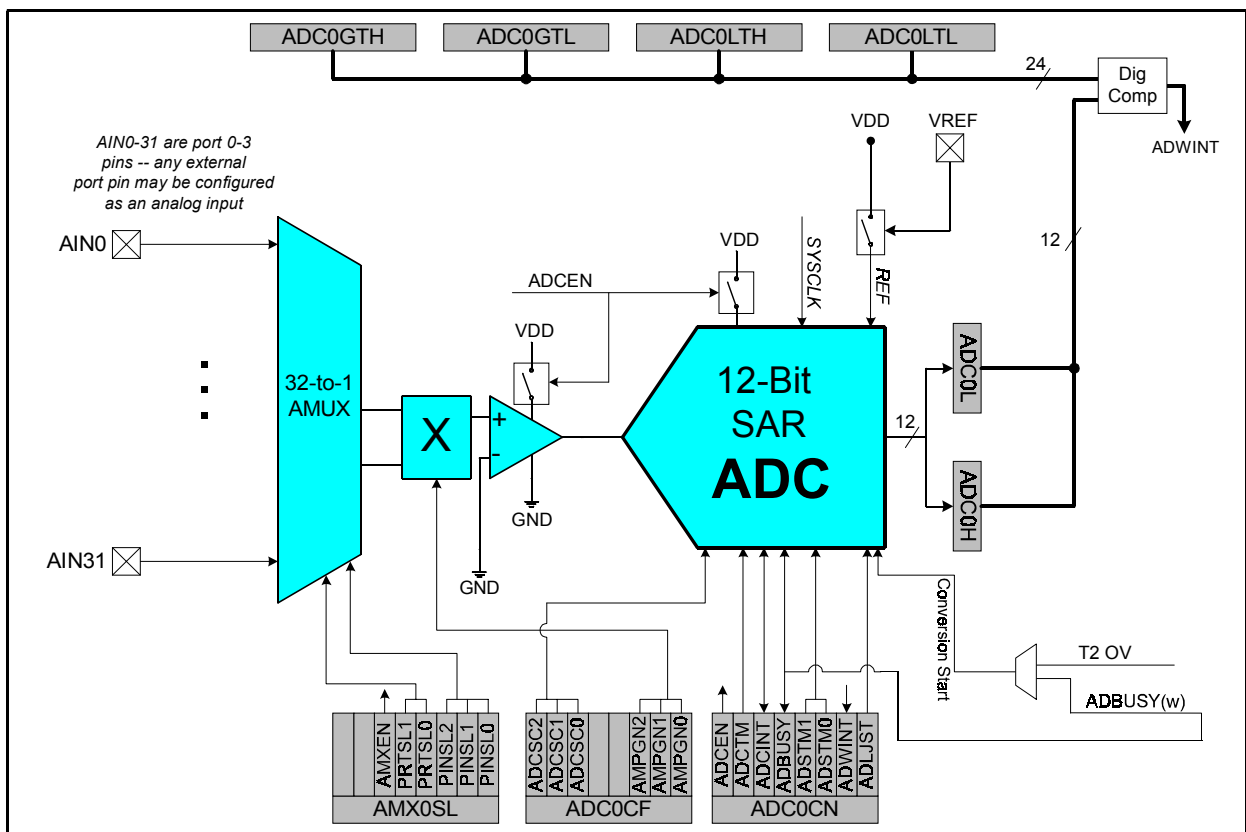 ADC0GTH
ADC0GTL
ADC0LTH
ADC0LTL
24
Dig
Comp
ADWINT
AIN0-31 are port 0-3
pins -- any external
port pin may be configured
as an analog input
VDD
VREF
AIN0
VDD
SYSCLK
REF
12
ADCEN
VDD
32-to-1
AMUX
X
+
-
12-Bit
SAR
ADC
12
ADC0L
ADC0H
GND
GND
AIN31
Conversion Start
T2 OV
ADBUSY(w)
AMXEN
PRTSL1
PRTSL0
PINSL2
PINSL1
PINSL0
AMX0SL
ADCSC2
ADCSC1
ADCSC0
AMPGN2
AMPGN1
AMPGN0
ADC0CF
ADCEN
ADCTM
ADCINT
ADBUSY
ADSTM1
ADSTM0
ADWINT
ADLJST
ADC0CN